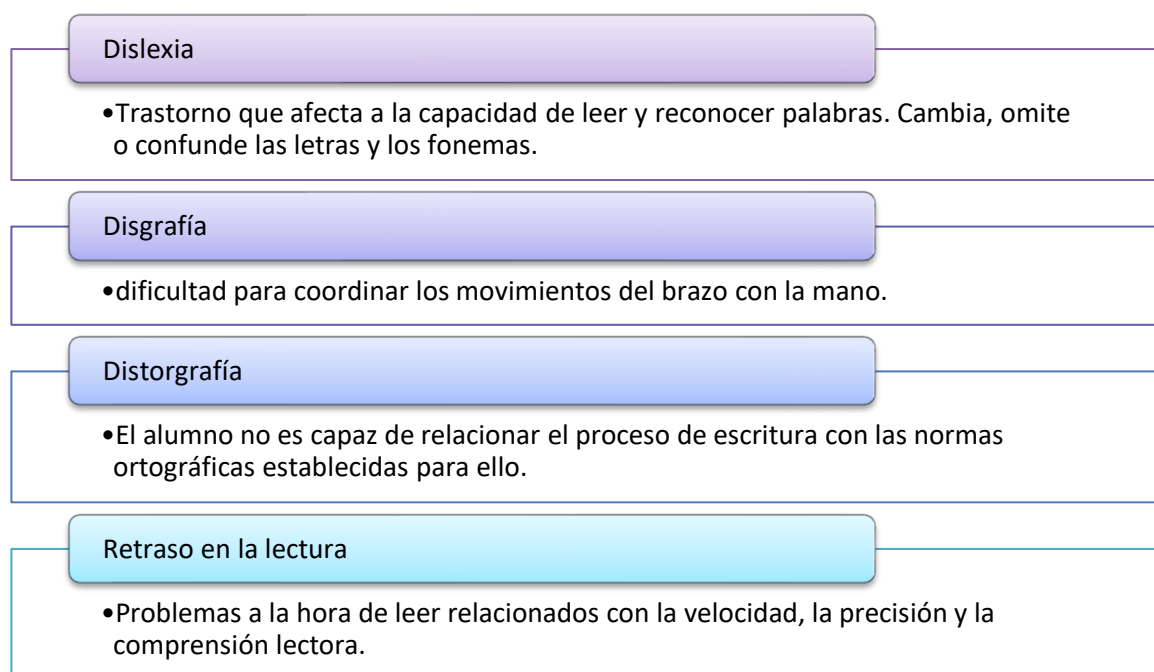 Dislexia
•Trastorno que afecta a la capacidad de leer y reconocer palabras. Cambia, omite
o confunde las letras y los fonemas.
Disgrafía
•dificultad para coordinar los movimientos del brazo con la mano.
Distorgrafía
•El alumno no es capaz de relacionar el proceso de escritura con las normas
ortográficas establecidas para ello.
Retraso en la lectura
•Problemas a la hora de leer relacionados con la velocidad, la precisión y la
comprensión lectora.